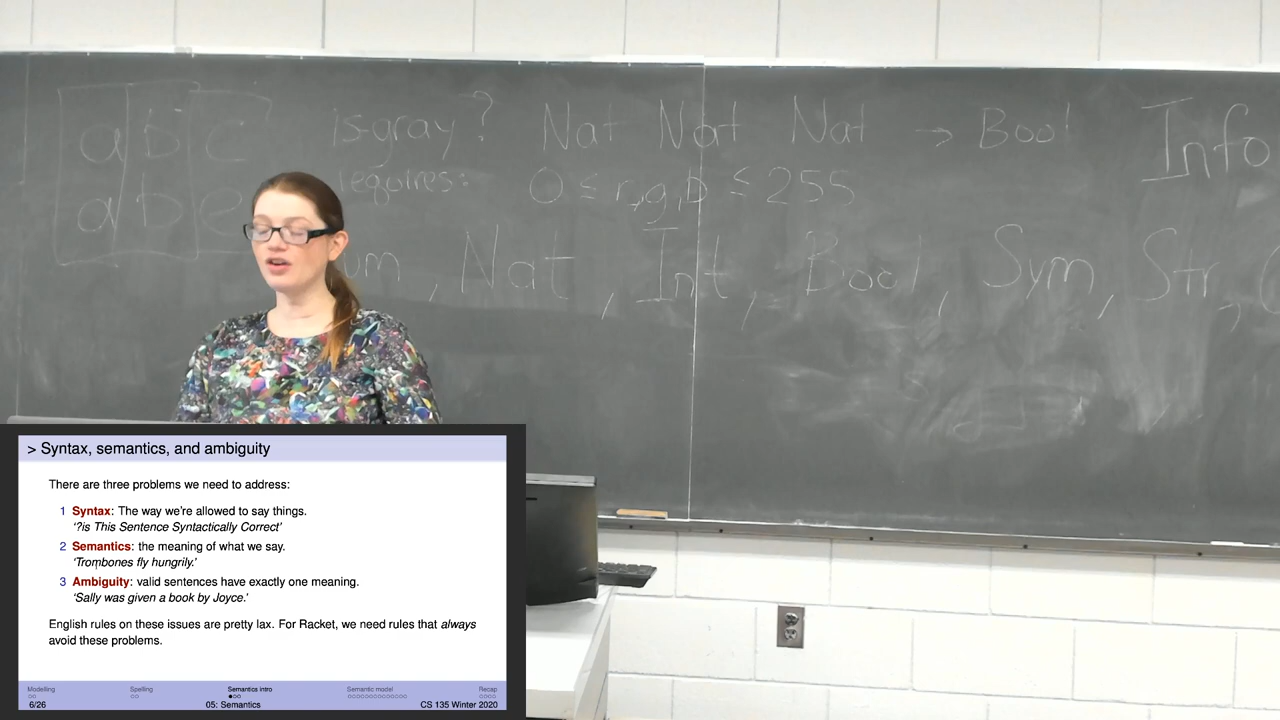 abc
is-gray? Nat Nat Nat → Bool
Info
requires: 0 ≤ r,g,b ≤ 255
abe
um, Nat, Int, Bool, Sym, Str,
> Syntax, semantics, and ambiguity
There are three problems we need to address:
1 Syntax: The way we're allowed to say things.
'?is This Sentence Syntactically Correct'
2 Semantics: the meaning of what we say.
'Trombones fly hungrily.'
3 Ambiguity: valid sentences have exactly one meaning.
'Sally was given a book by Joyce.'
English rules on these issues are pretty lax. For Racket, we need rules that always
avoid these problems.
Modelling Spelling Semantics intro Semantic model Recap
6/26 05: Semantics CS 135 Winter 2020